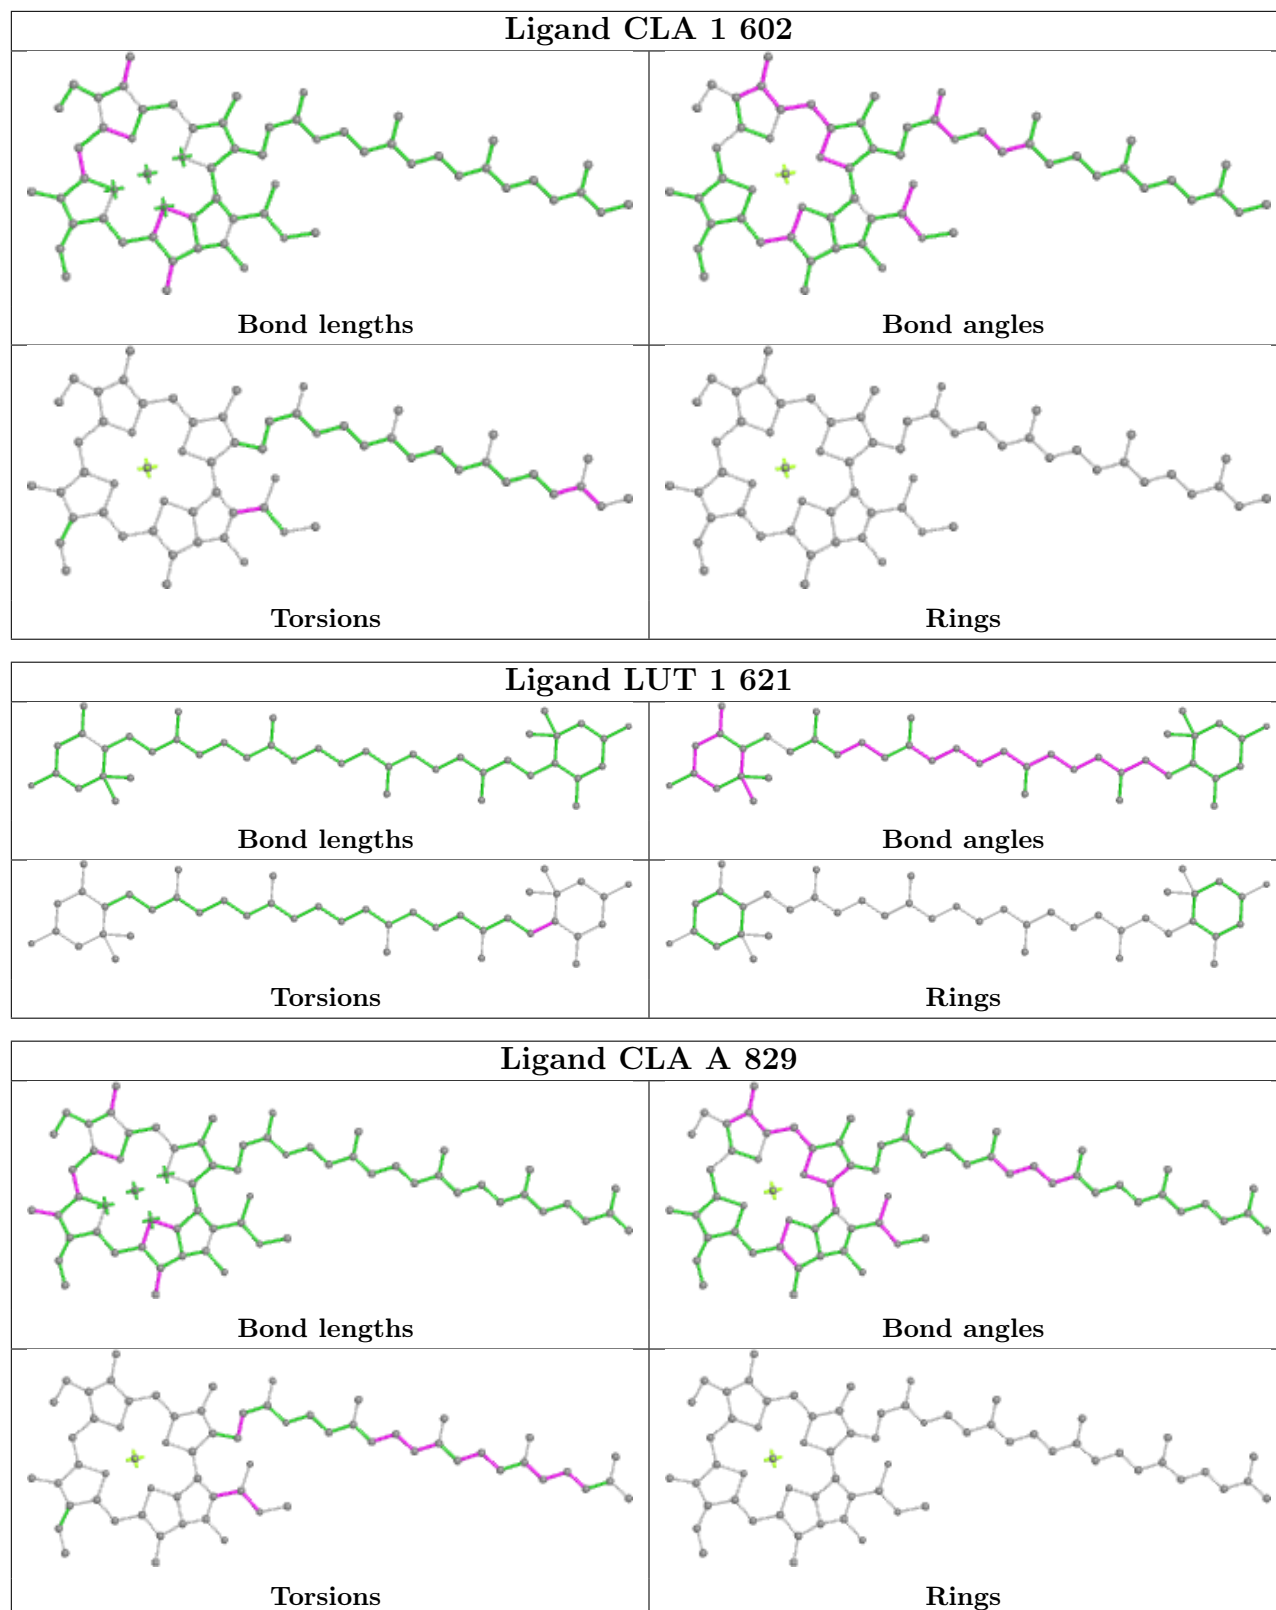 Ligand CLA 1 602
Bond lengths
Bond angles
Torsions
Rings
Ligand LUT 1 621
Bond lengths
Bond angles
Torsions
Rings
Ligand CLA A 829
Bond lengths
Bond angles
Torsions
Rings